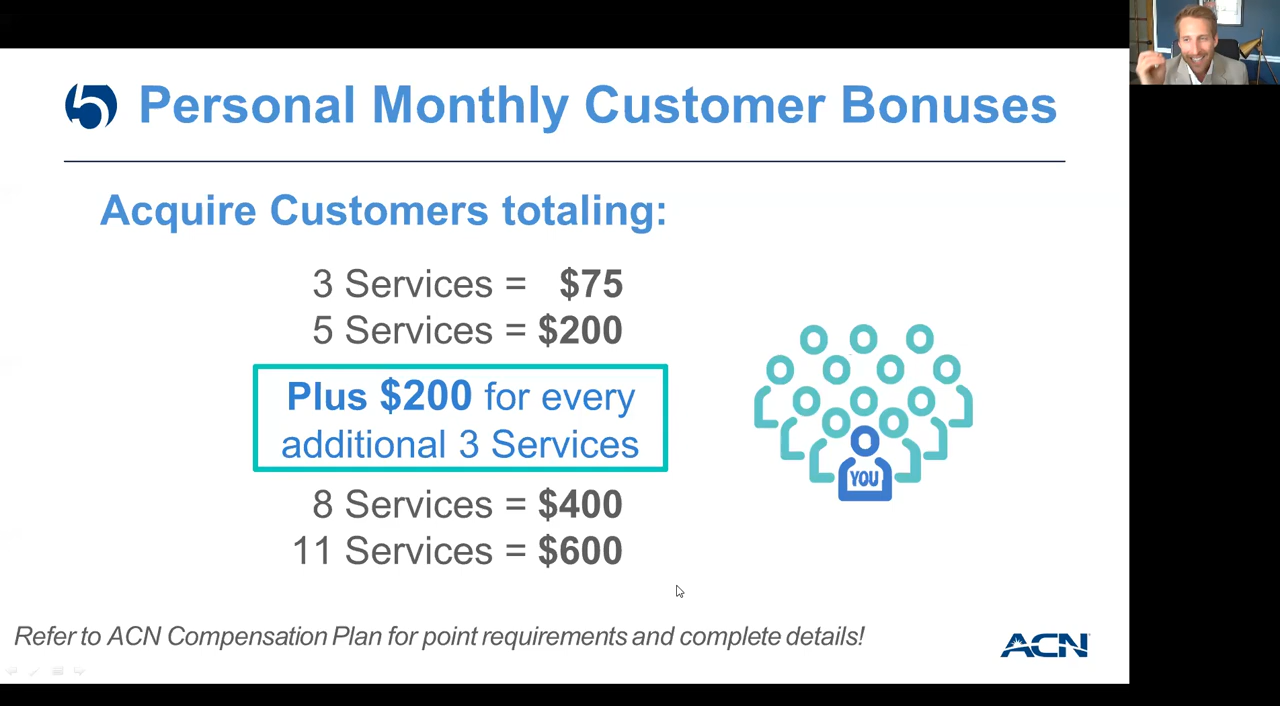 5 Personal Monthly Customer Bonuses
Acquire Customers totaling:
3 Services = $75
5 Services = $200
Plus $200 for every
additional 3 Services
8 Services = $400
11 Services = $600
YOU
Refer to ACN Compensation Plan for point requirements and complete details!
ACN